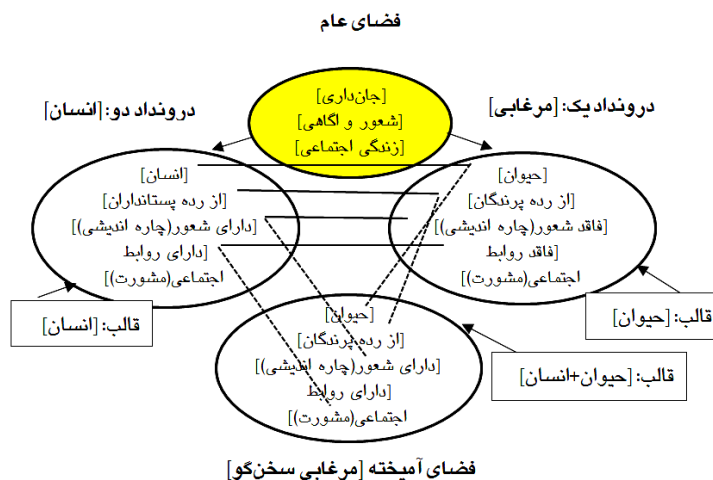 فضای عام
[جان‌داری]
[شعور و اگاهی]
[زندگی اجتماعی]
درونداد یک: [مرغابی]
درونداد دو: [انسان]
[حیوان]
[از رده پرندگان]
[فاقد شعور(چاره اندیشی)]
[فاقد روابط
اجتماعی(مشورت)]
[انسان]
[از رده پستانداران]
[دارای شعور(چاره اندیشی)]
[دارای روابط
اجتماعی(مشورت)]
قالب: [حیوان]
قالب: [انسان]
[حیوان]
[از رده پرندگان]
[دارای شعور(چاره اندیشی)]
[دارای روابط
اجتماعی(مشورت)]
قالب: [حیوان+انسان]
فضای آمیخته [مرغابی سخن‌گو]